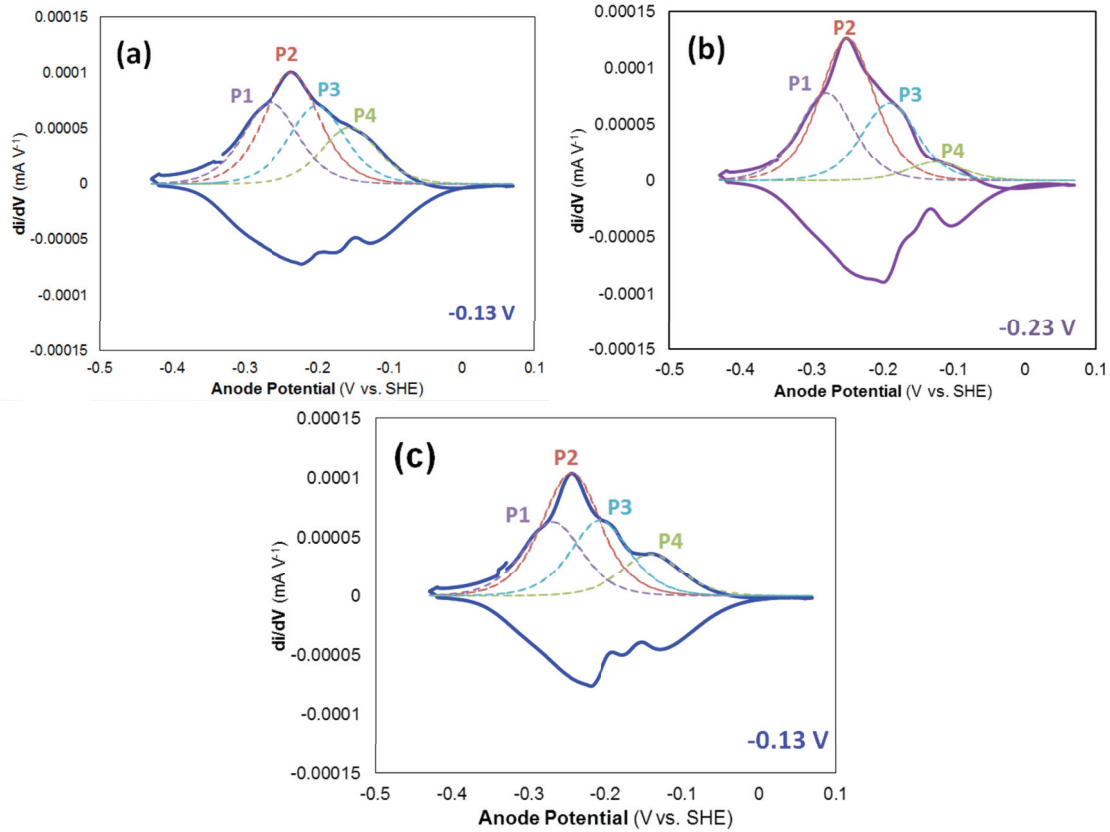 (a)
0.00015
0.0001
0.00005
0
-0.00005
-0.0001
-0.00015
di/dV (mA V-1)
P1
P2
P3
P4
-0.13 V
-0.5 -0.4 -0.3 -0.2 -0.1 0 0.1
Anode Potential (V vs. SHE)
(b)
0.00015
0.0001
0.00005
0
-0.00005
-0.0001
-0.00015
di/dV (mA V-1)
P1
P2
P3
P4
-0.23 V
-0.5 -0.4 -0.3 -0.2 -0.1 0 0.1
Anode Potential (V vs. SHE)
(c)
0.00015
0.0001
0.00005
0
-0.00005
-0.0001
-0.00015
di/dV (mA V-1)
P1
P2
P3
P4
-0.13 V
-0.5 -0.4 -0.3 -0.2 -0.1 0 0.1
Anode Potential (V vs. SHE)